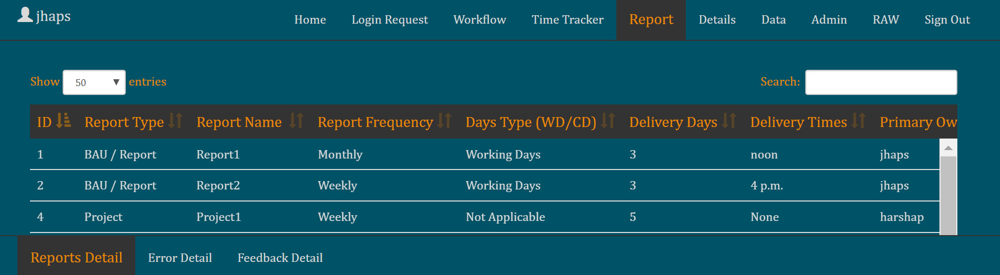 jhaps
Home Login Request Workflow Time Tracker Report Details Data Admin RAW Sign Out
Show 50 entries Search:
ID Report Type Report Name Report Frequency Days Type (WD/CD) Delivery Days Delivery Times Primary Ow
1 BAU / Report Report1 Monthly Working Days 3 noon jhaps
2 BAU / Report Report2 Weekly Working Days 3 4 p.m. jhaps
4 Project Project1 Weekly Not Applicable 5 None harshap
Reports Detail Error Detail Feedback Detail